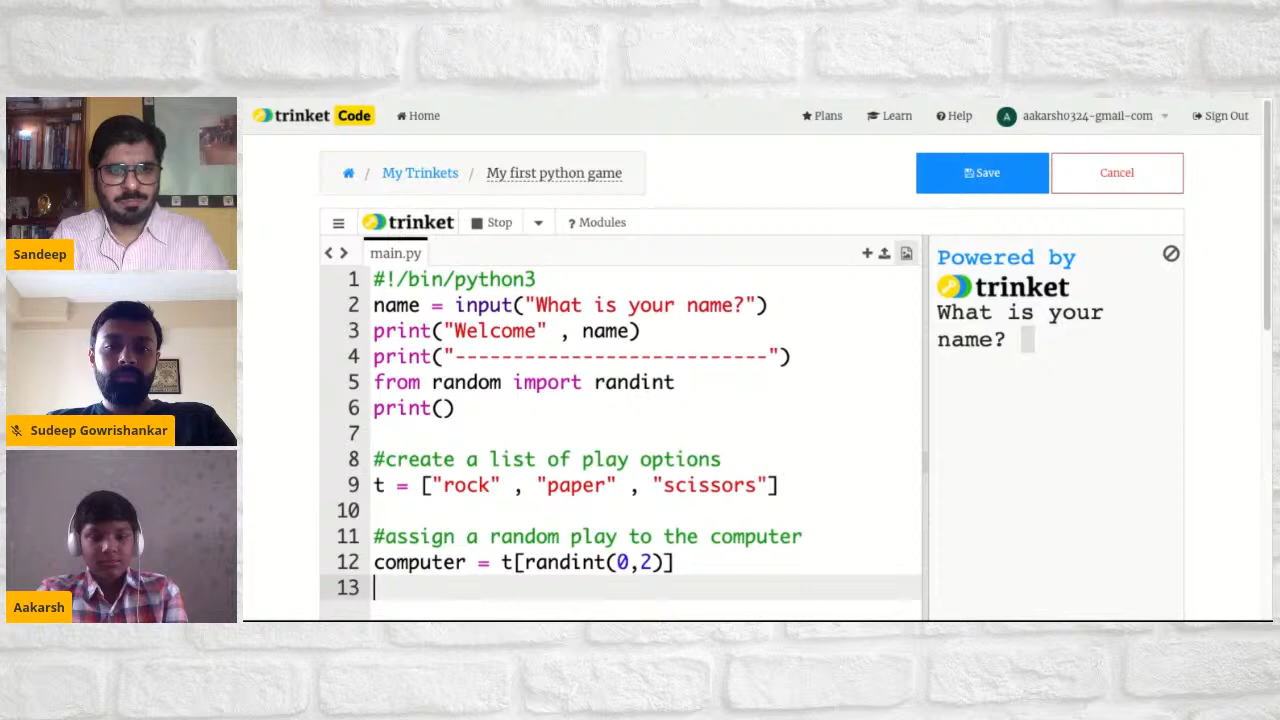 Sandeep
Sudeep Gowrishankar
Aakarsh
trinket Code Home Plans Learn Help A aakarsh0324-gmail-com Sign Out
/ My Trinkets / My first python game
Save Cancel
trinket Stop ? Modules
main.py
1 #!/bin/python3
2 name = input("What is your name?")
3 print("Welcome" , name)
4 print("---------------------------")
5 from random import randint
6 print()
7
8 #create a list of play options
9 t = ["rock" , "paper" , "scissors"]
10
11 #assign a random play to the computer
12 computer = t[randint(0,2)]
13
Powered by
trinket
What is your
name?